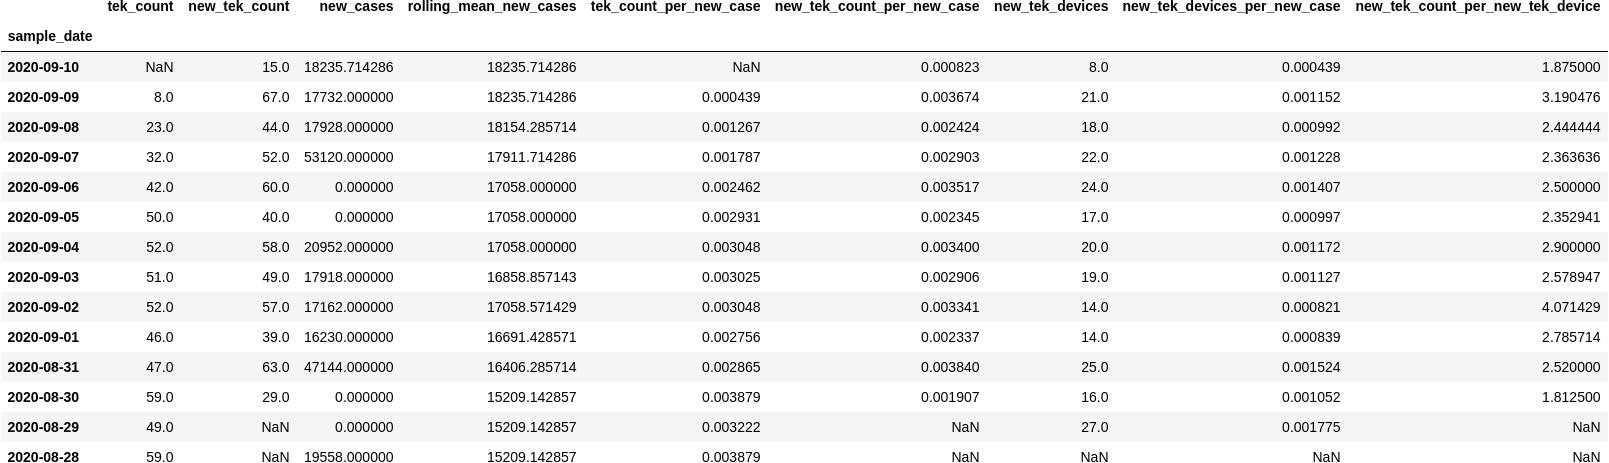 tek_count new_tek_count new_cases rolling_mean_new_cases tek_count_per_new_case new_tek_count_per_new_case new_tek_devices new_tek_devices_per_new_case new_tek_count_per_new_tek_device
sample_date
2020-09-10 NaN 15.0 18235.714286 18235.714286 NaN 0.000823 8.0 0.000439 1.875000
2020-09-09 8.0 67.0 17732.000000 18235.714286 0.000439 0.003674 21.0 0.001152 3.190476
2020-09-08 23.0 44.0 17928.000000 18154.285714 0.001267 0.002424 18.0 0.000992 2.444444
2020-09-07 32.0 52.0 53120.000000 17911.714286 0.001787 0.002903 22.0 0.001228 2.363636
2020-09-06 42.0 60.0 0.000000 17058.000000 0.002462 0.003517 24.0 0.001407 2.500000
2020-09-05 50.0 40.0 0.000000 17058.000000 0.002931 0.002345 17.0 0.000997 2.352941
2020-09-04 52.0 58.0 20952.000000 17058.000000 0.003048 0.003400 20.0 0.001172 2.900000
2020-09-03 51.0 49.0 17918.000000 16858.857143 0.003025 0.002906 19.0 0.001127 2.578947
2020-09-02 52.0 57.0 17162.000000 17058.571429 0.003048 0.003341 14.0 0.000821 4.071429
2020-09-01 46.0 39.0 16230.000000 16691.428571 0.002756 0.002337 14.0 0.000839 2.785714
2020-08-31 47.0 63.0 47144.000000 16406.285714 0.002865 0.003840 25.0 0.001524 2.520000
2020-08-30 59.0 29.0 0.000000 15209.142857 0.003879 0.001907 16.0 0.001052 1.812500
2020-08-29 49.0 NaN 0.000000 15209.142857 0.003222 NaN 27.0 0.001775 NaN
2020-08-28 59.0 NaN 19558.000000 15209.142857 0.003879 NaN NaN NaN NaN